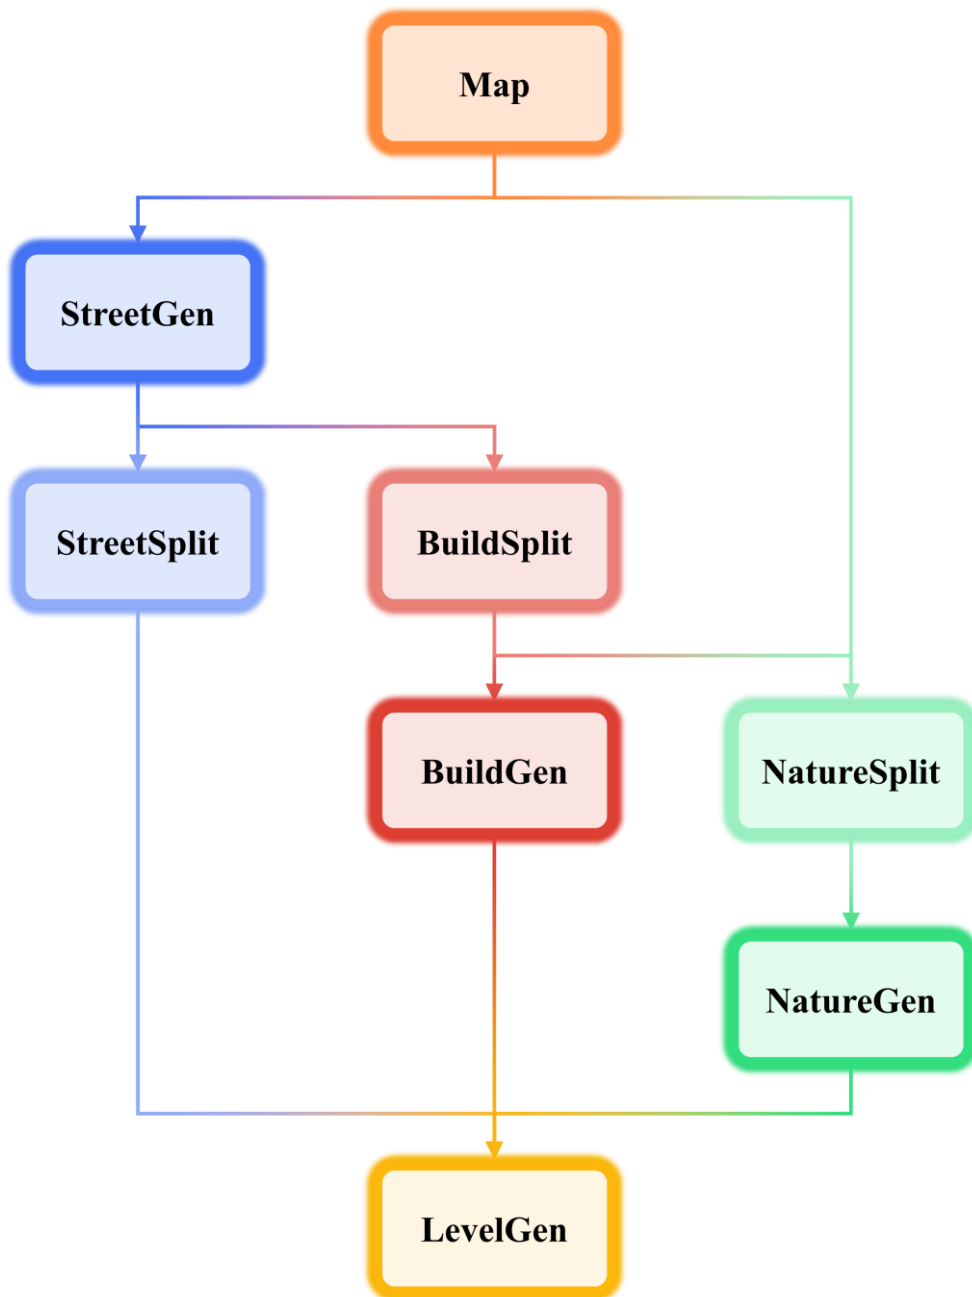 Map
StreetGen
StreetSplit
BuildSplit
BuildGen
NatureSplit
NatureGen
LevelGen